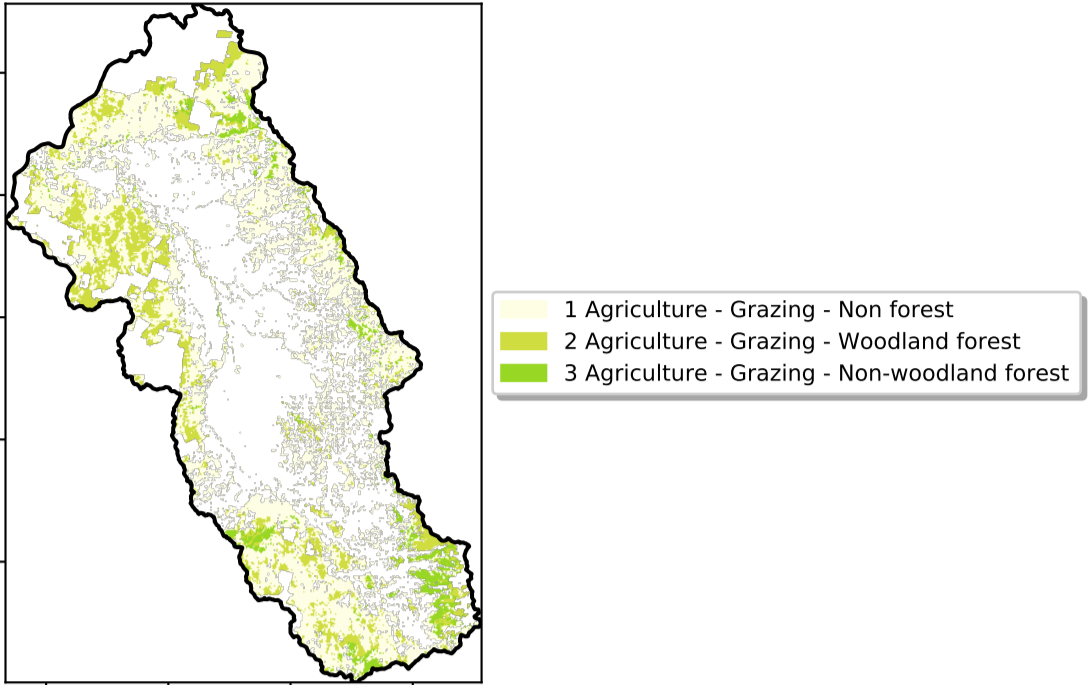 1 Agriculture - Grazing - Non forest
2 Agriculture - Grazing - Woodland forest
3 Agriculture - Grazing - Non-woodland forest